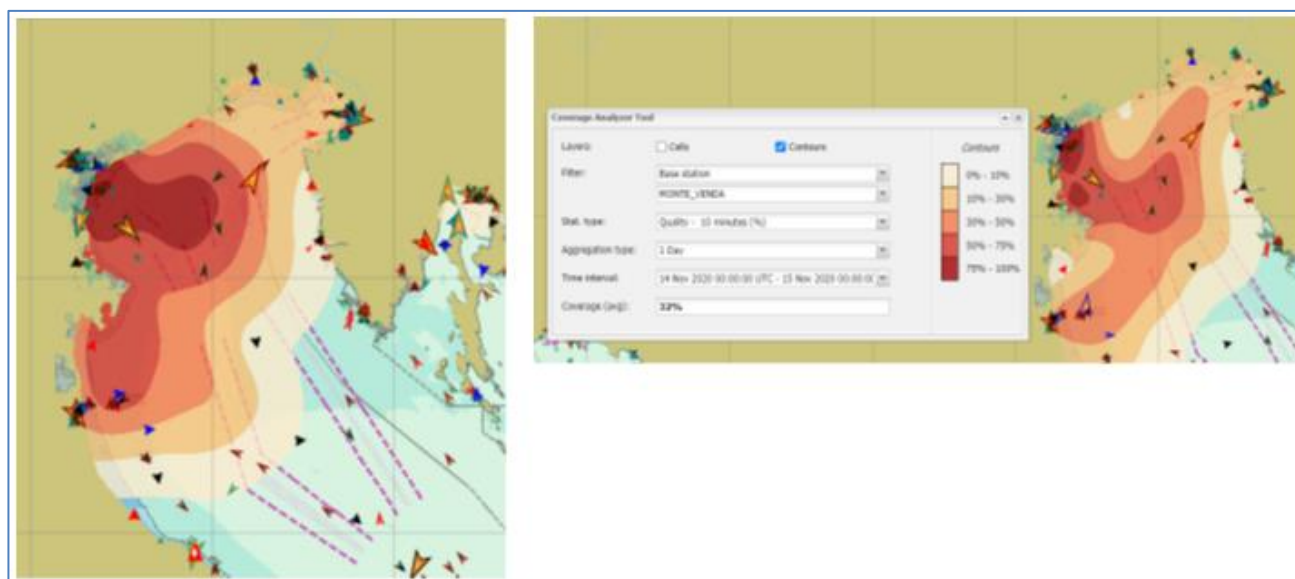 Coverage Analyzer Tool
Layers: Cells Contours
Filter: Base station
MONTE_VENDA
Stat. type: Quality - 10 minutes (%)
Aggregation type: 1 Day
Time interval: 14 Nov 2020 00:00:00 UTC - 15 Nov 2020 00:00:00
Coverage (avg): 33%
Contours
0% - 10%
10% - 30%
30% - 50%
50% - 75%
75% - 100%